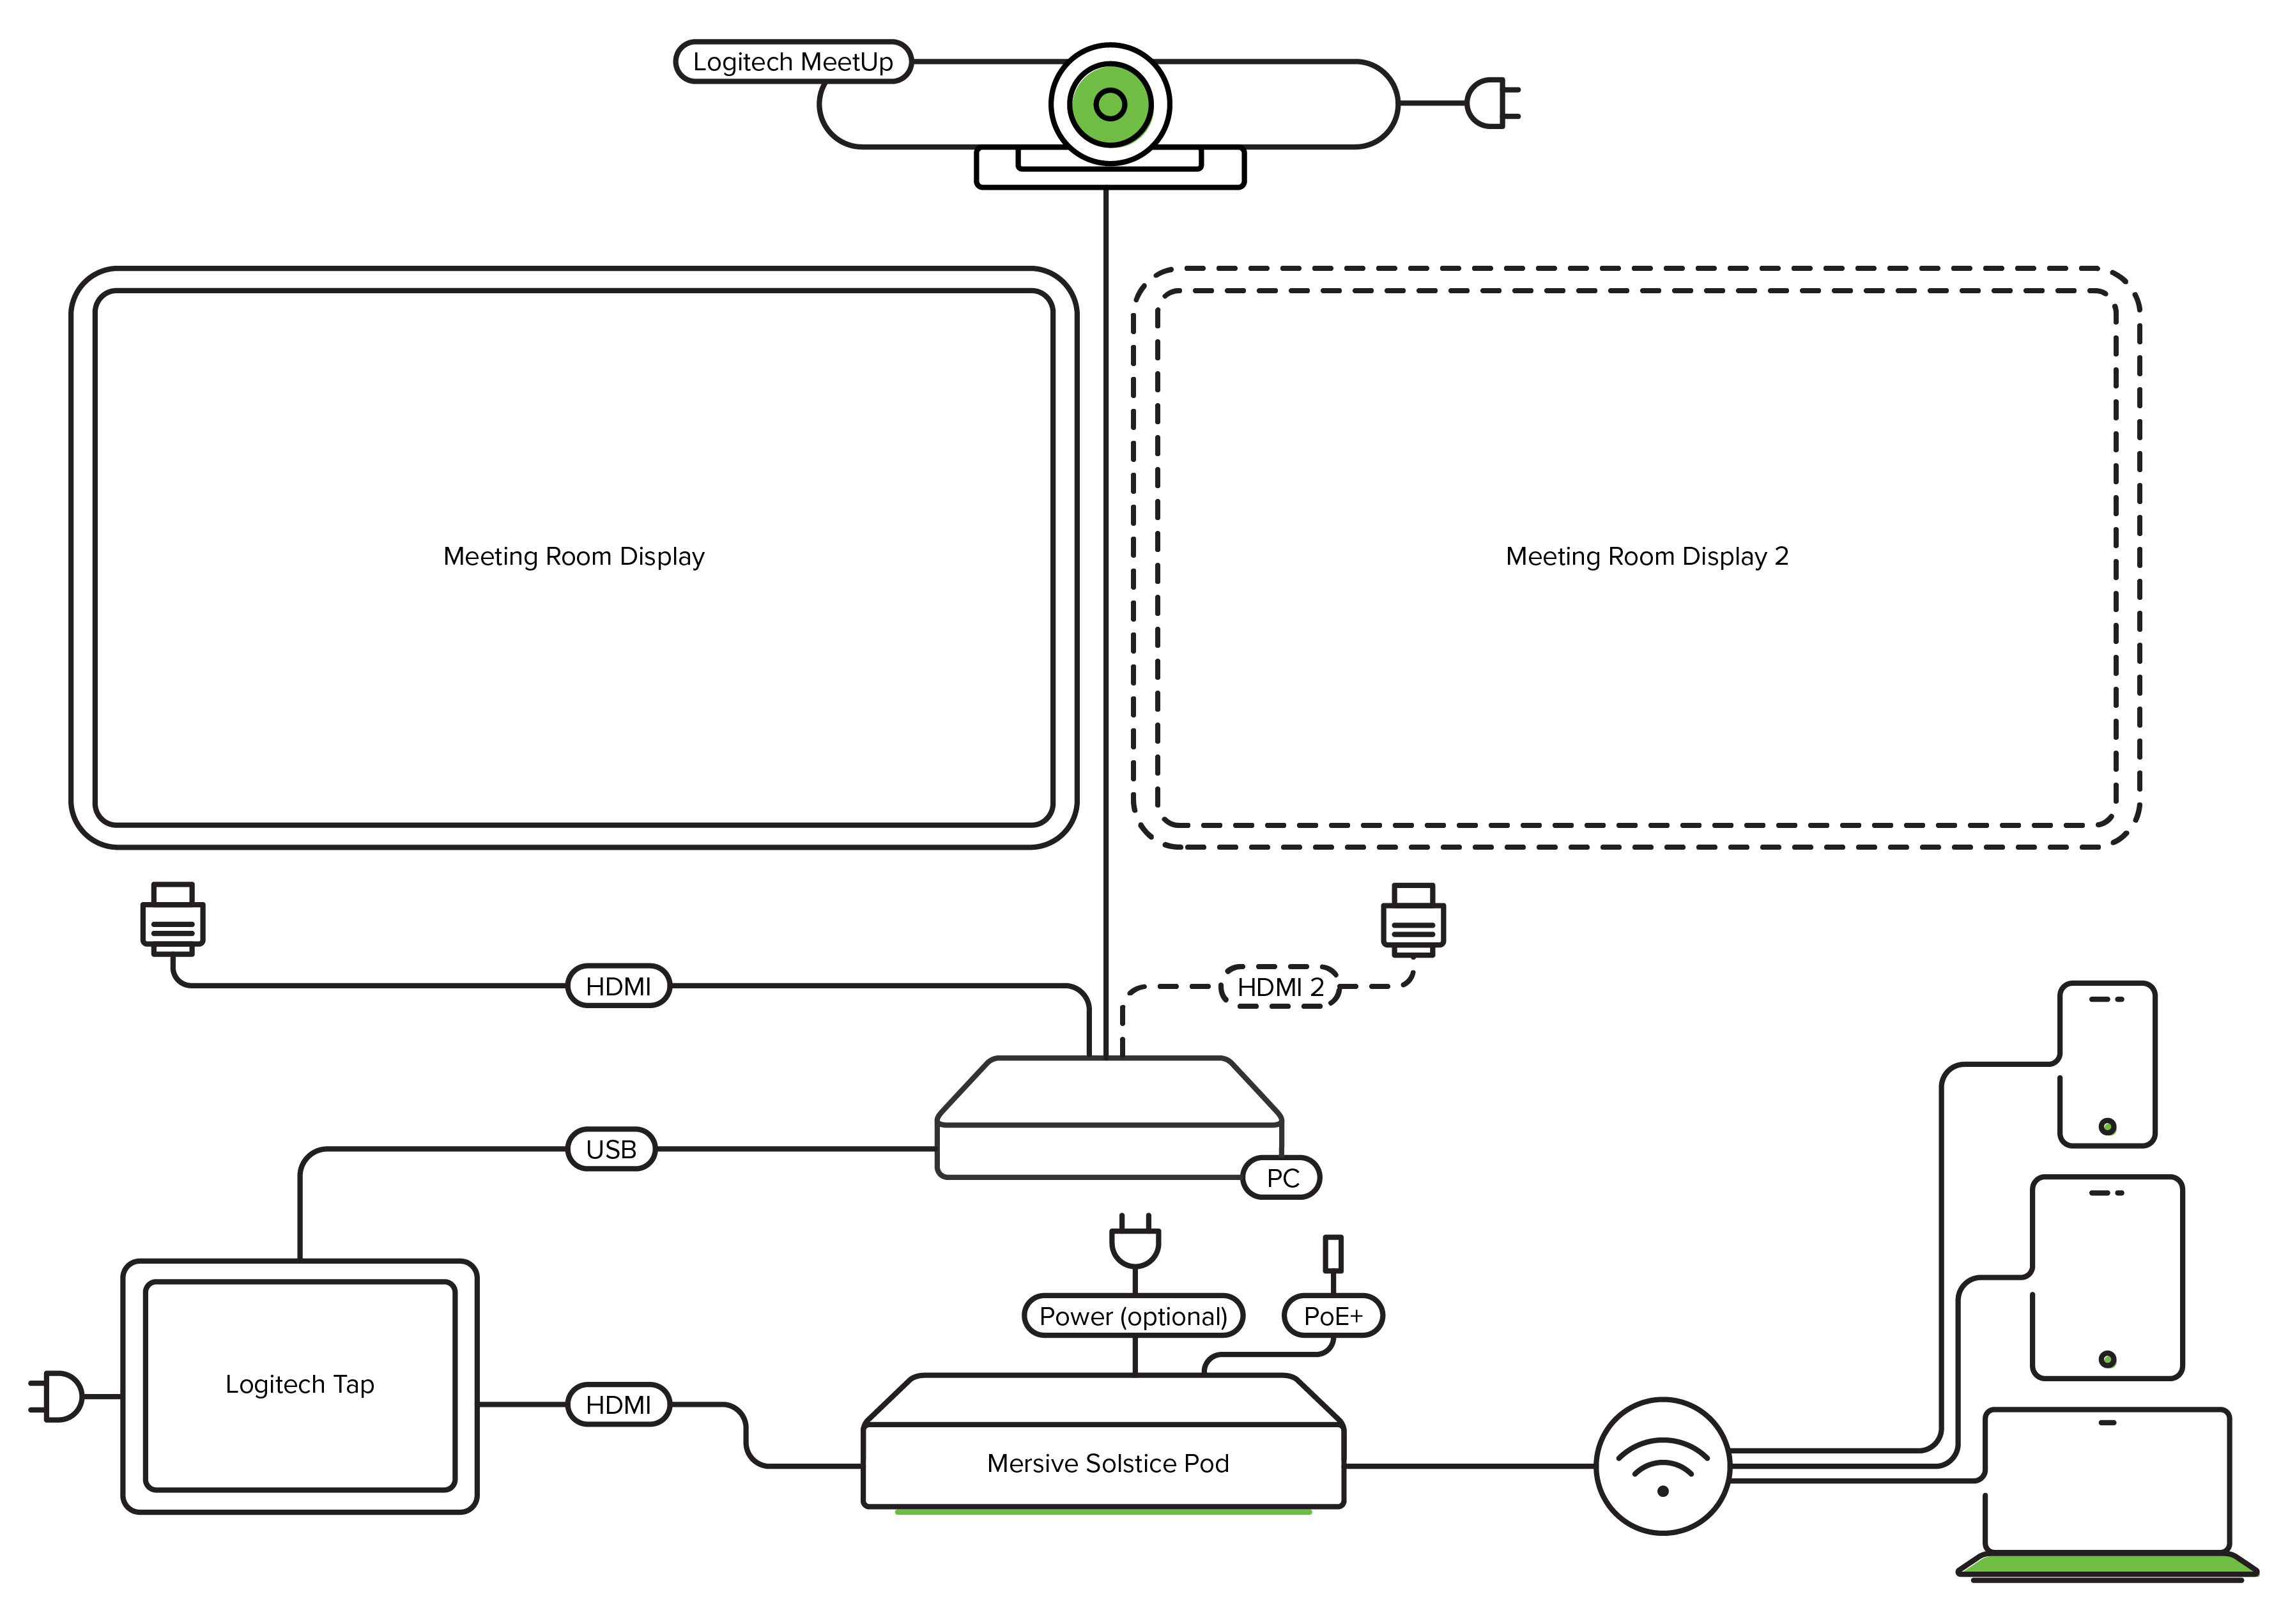 Logitech MeetUp
Meeting Room Display
Meeting Room Display 2
HDMI
HDMI 2
USB
PC
Power (optional)
PoE+
Logitech Tap
HDMI
Mersive Solstice Pod